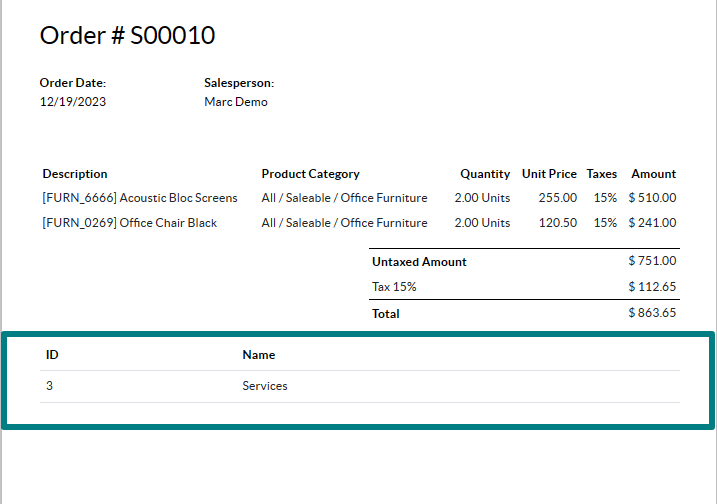 Order # S00010
Order Date: Salesperson:
12/19/2023 Marc Demo
Description Product Category Quantity Unit Price Taxes Amount
[FURN_6666] Acoustic Bloc Screens All / Saleable / Office Furniture 2.00 Units 255.00 15% $ 510.00
[FURN_0269] Office Chair Black All / Saleable / Office Furniture 2.00 Units 120.50 15% $ 241.00
Untaxed Amount $ 751.00
Tax 15% $ 112.65
Total $ 863.65
ID Name
3 Services